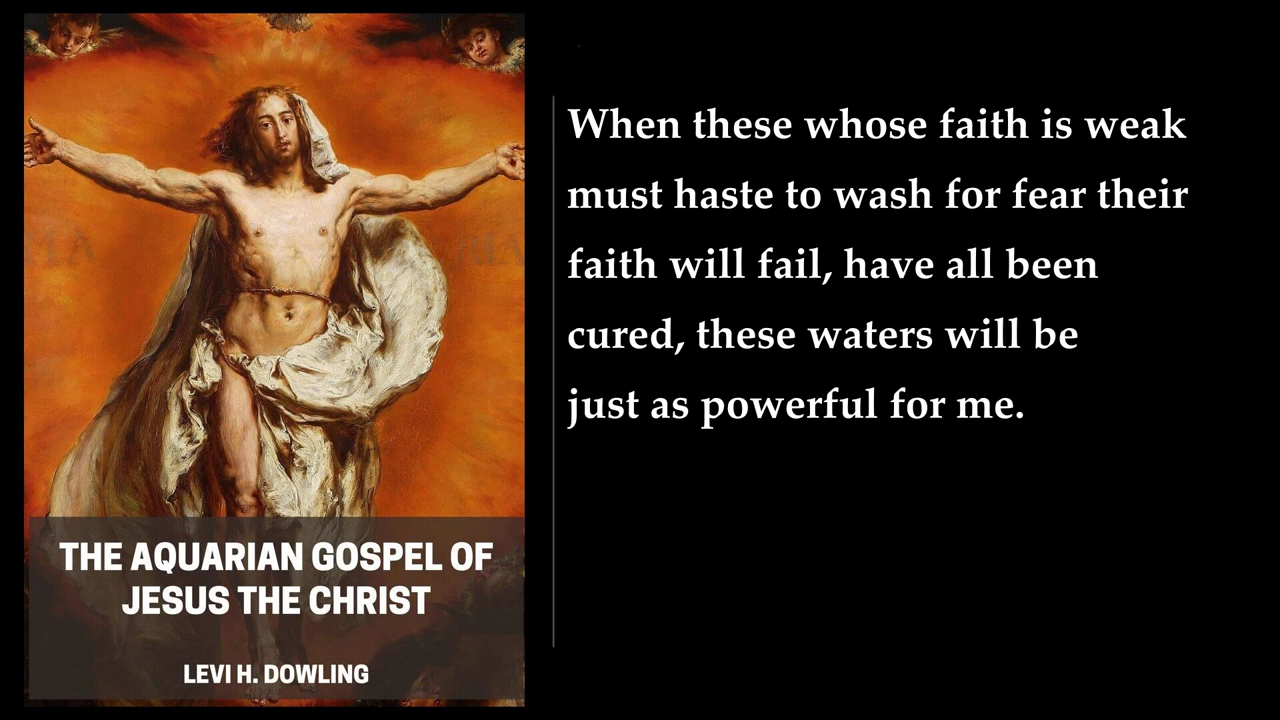 THE AQUARIAN GOSPEL OF
JESUS THE CHRIST
LEVI H. DOWLING
When these whose faith is weak
must haste to wash for fear their
faith will fail, have all been
cured, these waters will be
just as powerful for me.